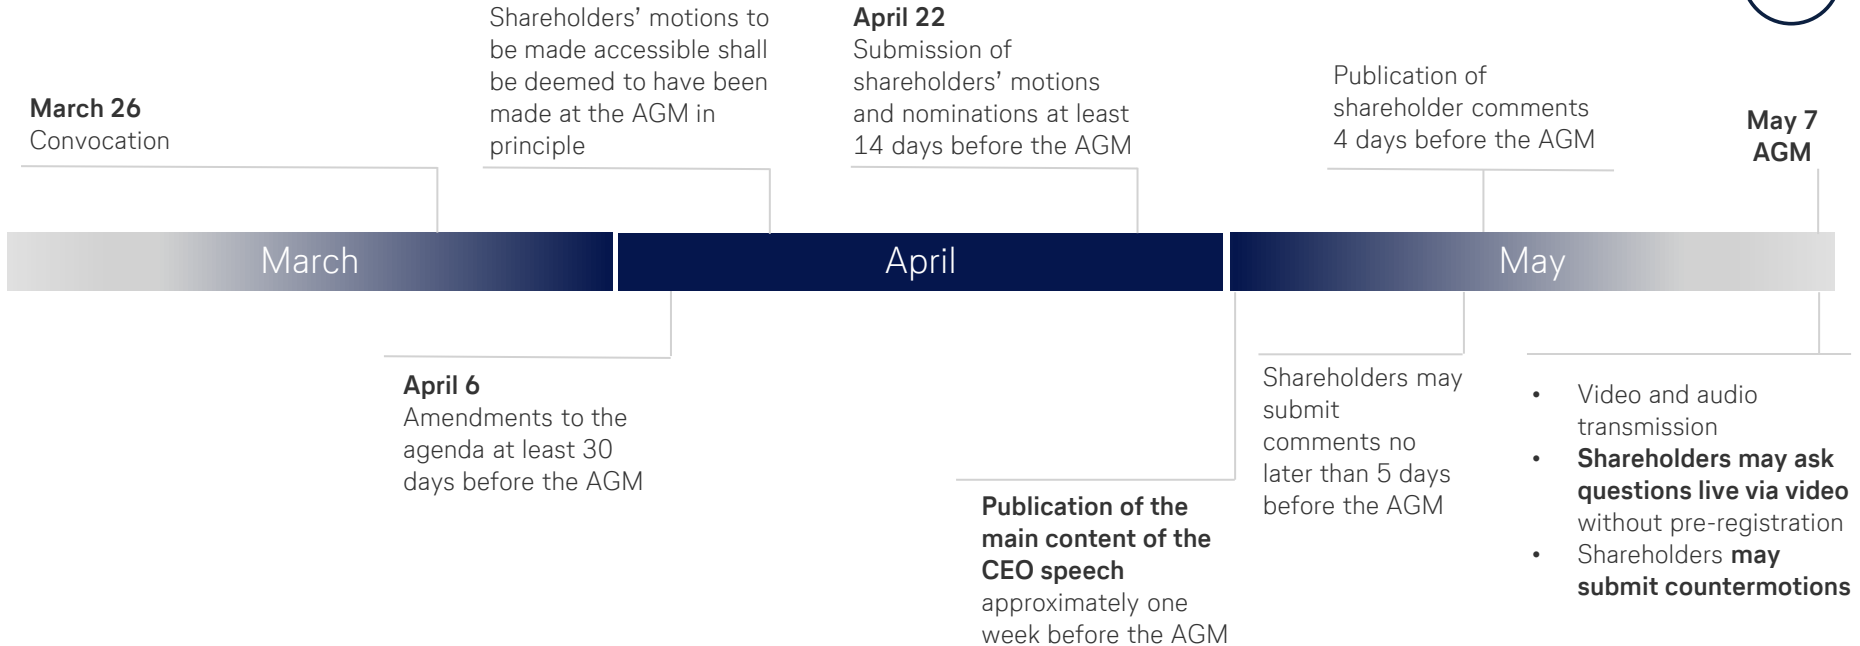 March 26
Convocation
Shareholders’ motions to
be made accessible shall
be deemed to have been
made at the AGM in
principle
April 22
Submission of
shareholders’ motions
and nominations at least
14 days before the AGM
Publication of
shareholder comments
4 days before the AGM
May 7
AGM
March
April
May
April 6
Amendments to the
agenda at least 30
days before the AGM
Publication of the
main content of the
CEO speech
approximately one
week before the AGM
Shareholders may
submit
comments no
later than 5 days
before the AGM
• Video and audio
transmission
• Shareholders may ask
questions live via video
without pre-registration
• Shareholders may
submit countermotions